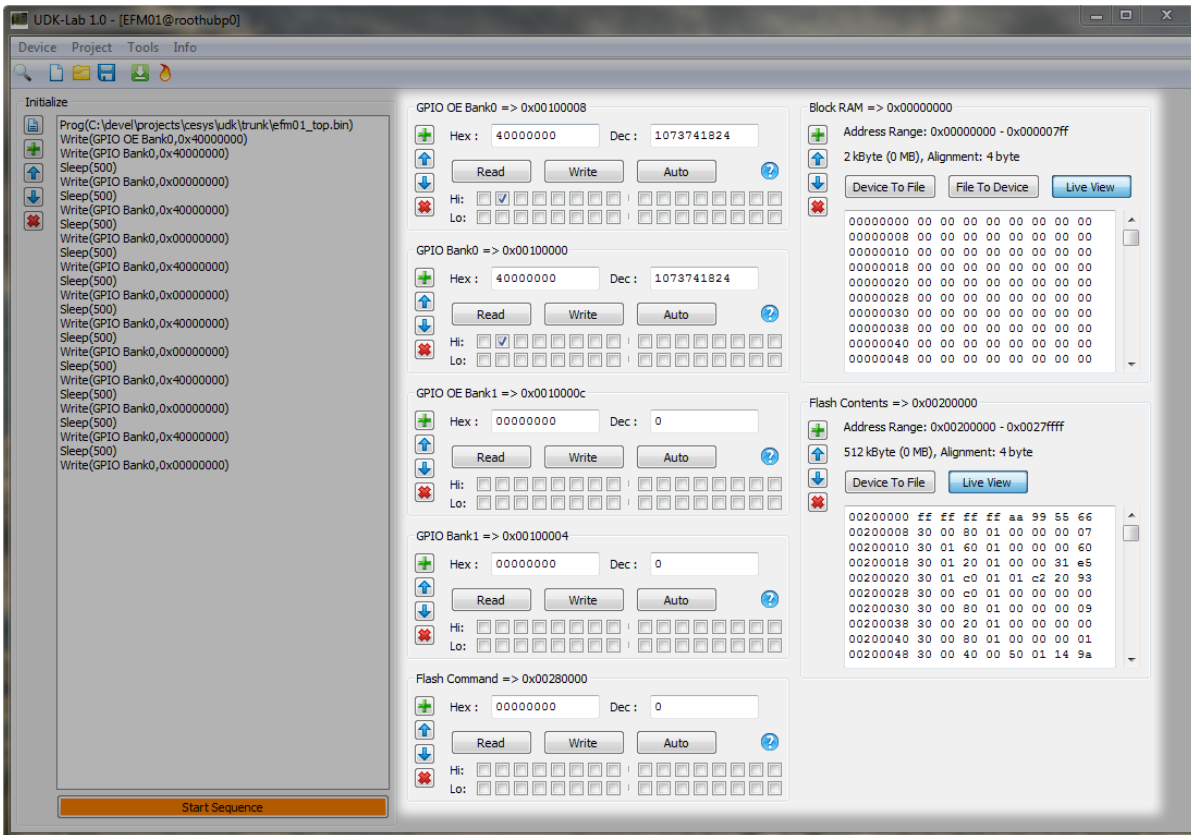 UDK-Lab 1.0 - [EFM01@roothubp0]
Device Project Tools Info
Initialize
Prog(C:\devel\projects\cesys\udk\trunk\efm01_top.bin)
Write(GPIO OE Bank0,0x40000000)
Write(GPIO Bank0,0x40000000)
Sleep(500)
Write(GPIO Bank0,0x00000000)
Sleep(500)
Write(GPIO Bank0,0x40000000)
Sleep(500)
Write(GPIO Bank0,0x00000000)
Sleep(500)
Write(GPIO Bank0,0x40000000)
Sleep(500)
Write(GPIO Bank0,0x00000000)
Sleep(500)
Write(GPIO Bank0,0x40000000)
Sleep(500)
Write(GPIO Bank0,0x00000000)
Sleep(500)
Write(GPIO Bank0,0x40000000)
Sleep(500)
Write(GPIO Bank0,0x00000000)
Sleep(500)
Write(GPIO Bank0,0x40000000)
Sleep(500)
Write(GPIO Bank0,0x00000000)
Start Sequence
GPIO OE Bank0 => 0x00100008
Hex : 40000000 Dec : 1073741824
Read Write Auto
Hi:
Lo:
GPIO Bank0 => 0x00100000
Hex : 40000000 Dec : 1073741824
Read Write Auto
Hi:
Lo:
GPIO OE Bank1 => 0x0010000c
Hex : 00000000 Dec : 0
Read Write Auto
Hi:
Lo:
GPIO Bank1 => 0x00100004
Hex : 00000000 Dec : 0
Read Write Auto
Hi:
Lo:
Flash Command => 0x00280000
Hex : 00000000 Dec : 0
Read Write Auto
Hi:
Lo:
Block RAM => 0x00000000
Address Range: 0x00000000 - 0x000007ff
2 kByte (0 MB), Alignment: 4 byte
Device To File File To Device Live View
00000000 00 00 00 00 00 00 00 00
00000008 00 00 00 00 00 00 00 00
00000010 00 00 00 00 00 00 00 00
00000018 00 00 00 00 00 00 00 00
00000020 00 00 00 00 00 00 00 00
00000028 00 00 00 00 00 00 00 00
00000030 00 00 00 00 00 00 00 00
00000038 00 00 00 00 00 00 00 00
00000040 00 00 00 00 00 00 00 00
00000048 00 00 00 00 00 00 00 00
Flash Contents => 0x00200000
Address Range: 0x00200000 - 0x0027ffff
512 kByte (0 MB), Alignment: 4 byte
Device To File Live View
00200000 ff ff ff ff aa 99 55 66
00200008 30 00 80 01 00 00 00 07
00200010 30 01 60 01 00 00 00 60
00200018 30 01 20 01 00 00 31 e5
00200020 30 01 c0 01 01 c2 20 93
00200028 30 00 c0 01 00 00 00 00
00200030 30 00 80 01 00 00 00 09
00200038 30 00 20 01 00 00 00 00
00200040 30 00 80 01 00 00 00 01
00200048 30 00 40 00 50 01 14 9a